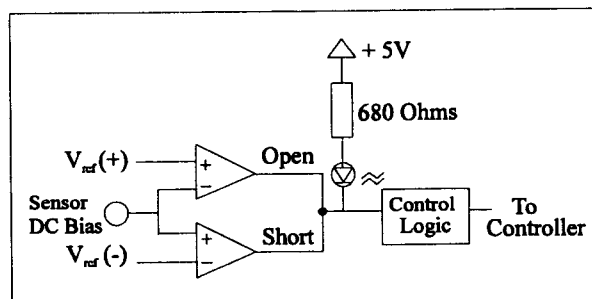 + 5V
680 Ohms
V_ref(+)
+
−
Open
Sensor
DC Bias
+
−
Short
V_ref(-)
Control
Logic
To
Controller